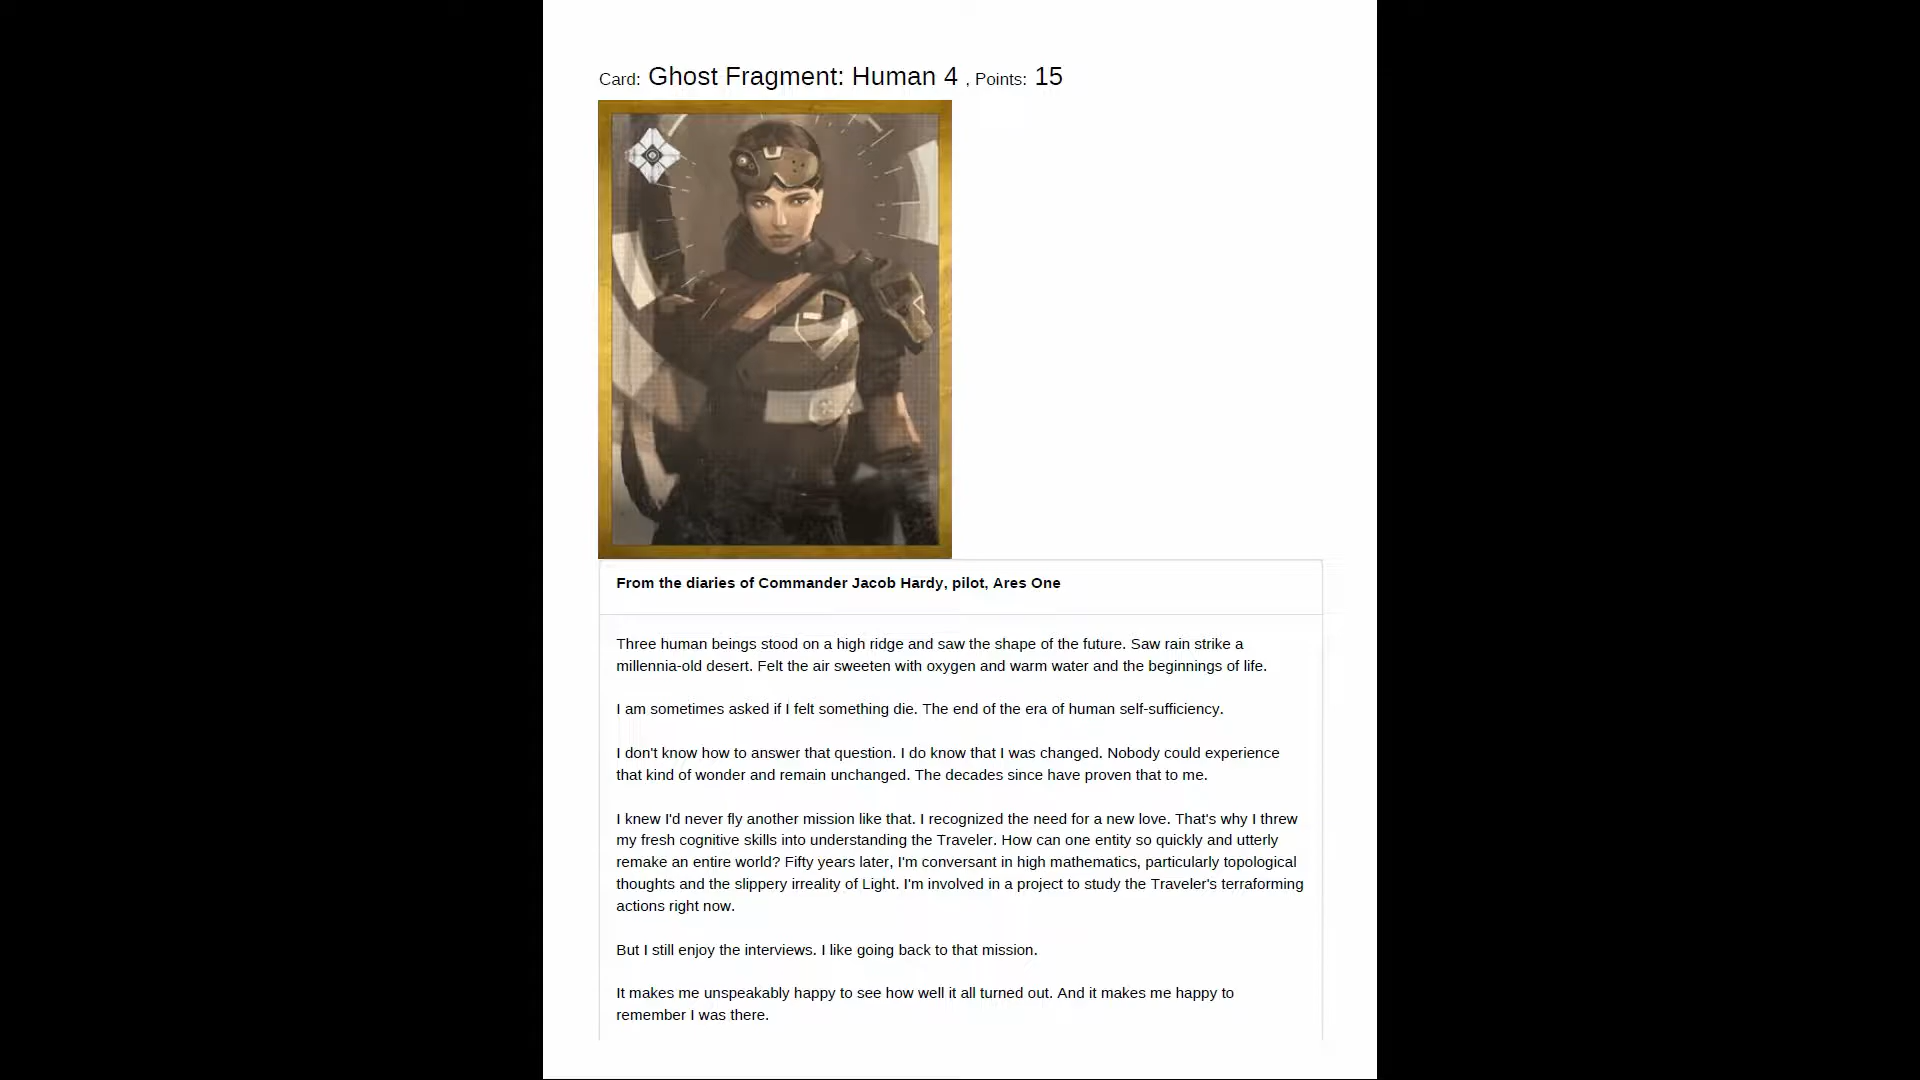 Card: Ghost Fragment: Human 4 , Points: 15
From the diaries of Commander Jacob Hardy, pilot, Ares One
Three human beings stood on a high ridge and saw the shape of the future. Saw rain strike a
millennia-old desert. Felt the air sweeten with oxygen and warm water and the beginnings of life.
I am sometimes asked if I felt something die. The end of the era of human self-sufficiency.
I don't know how to answer that question. I do know that I was changed. Nobody could experience
that kind of wonder and remain unchanged. The decades since have proven that to me.
I knew I'd never fly another mission like that. I recognized the need for a new love. That's why I threw
my fresh cognitive skills into understanding the Traveler. How can one entity so quickly and utterly
remake an entire world? Fifty years later, I'm conversant in high mathematics, particularly topological
thoughts and the slippery irreality of Light. I'm involved in a project to study the Traveler's terraforming
actions right now.
But I still enjoy the interviews. I like going back to that mission.
It makes me unspeakably happy to see how well it all turned out. And it makes me happy to
remember I was there.